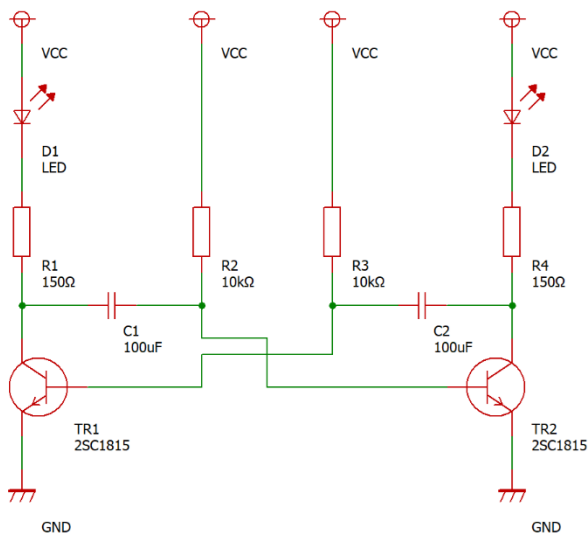 VCC
VCC
VCC
VCC
D1
LED
D2
LED
R1
150Ω
R2
10kΩ
R3
10kΩ
R4
150Ω
C1
100uF
C2
100uF
TR1
2SC1815
TR2
2SC1815
GND
GND